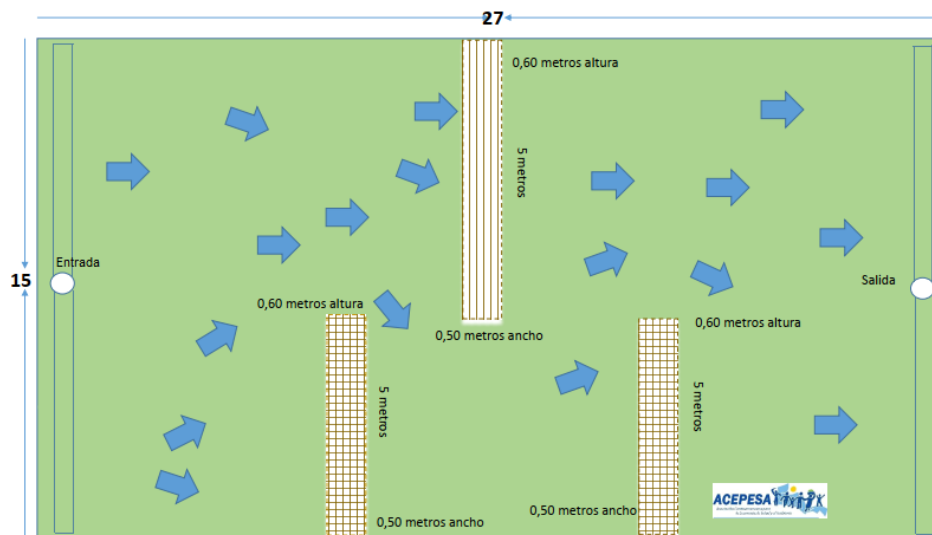 27
0,60 metros altura
5 metros
Entrada
15
Salida
0,60 metros altura
0,50 metros ancho
0,60 metros altura
5 metros
5 metros
0,50 metros ancho
0,50 metros ancho
ACEPESA